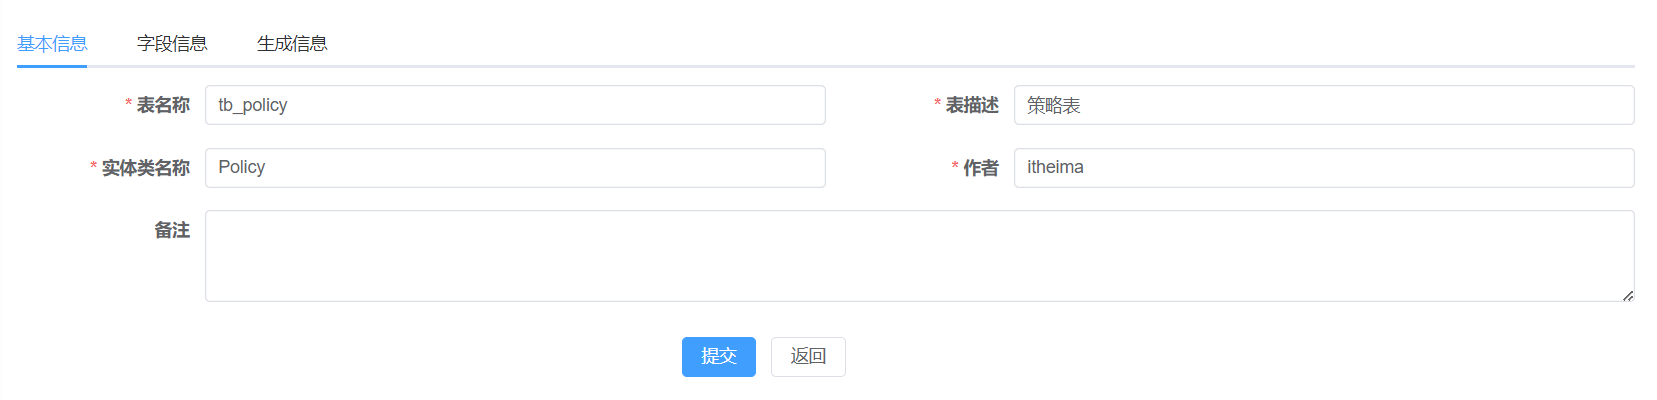 基本信息 字段信息 生成信息
* 表名称 tb_policy * 表描述 策略表
* 实体类名称 Policy * 作者 itheima
备注
提交 返回